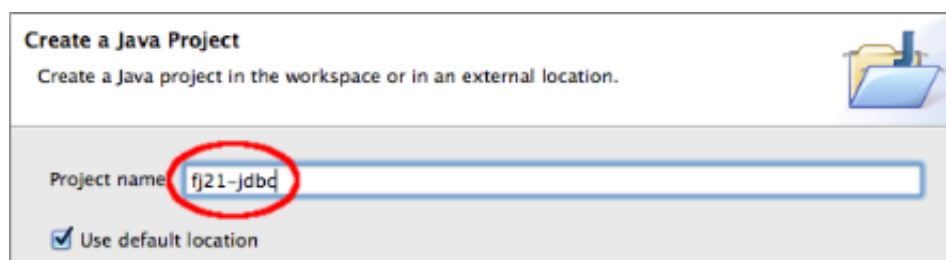 Create a Java Project
Create a Java project in the workspace or in an external location.
Project name
fj21-jdbc
Use default location